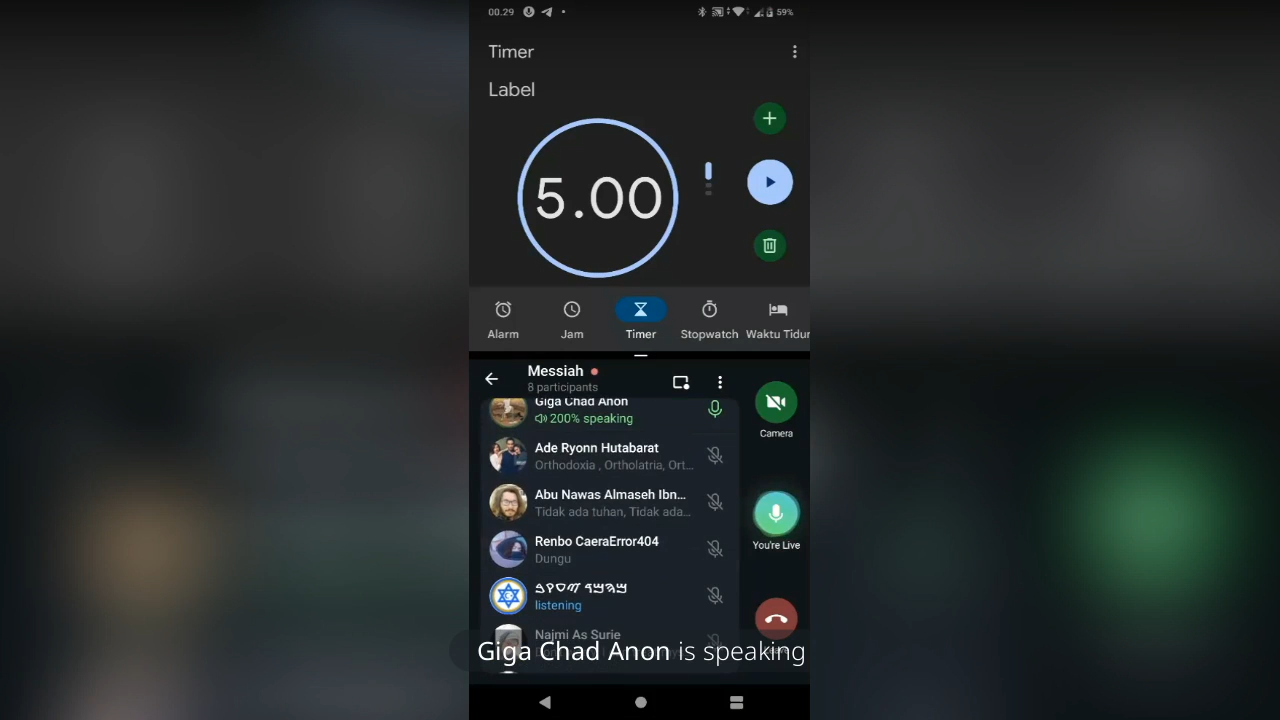 00.29
59%
Timer
Label
5.00
Alarm
Jam
Timer
Stopwatch
Waktu Tidur
Messiah
8 participants
Giga Chad Anon
200% speaking
Ade Ryonn Hutabarat
Orthodoxia , Ortholatria, Ort...
Abu Nawas Almaseh Ibn...
Tidak ada tuhan, Tidak ada...
Renbo CaeraError404
Dungu
listening
Najmi As Surie
Camera
You're Live
Giga Chad Anon is speaking